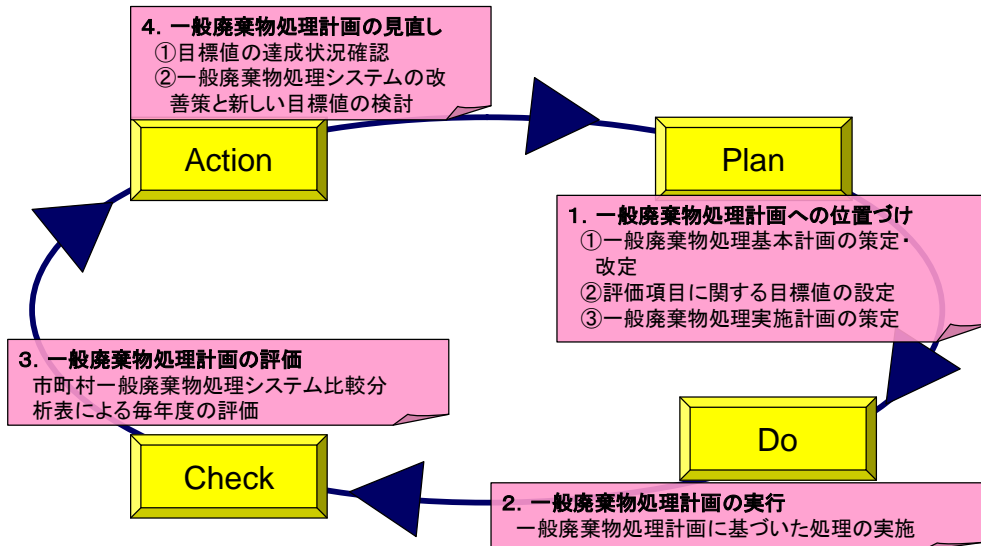 4．一般廃棄物処理計画の見直し
①目標値の達成状況確認
②一般廃棄物処理システムの改
善策と新しい目標値の検討
Action
Plan
1．一般廃棄物処理計画への位置づけ
①一般廃棄物処理基本計画の策定・
改定
②評価項目に関する目標値の設定
③一般廃棄物処理実施計画の策定
3．一般廃棄物処理計画の評価
市町村一般廃棄物処理システム比較分
析表による毎年度の評価
Do
Check
2．一般廃棄物処理計画の実行
一般廃棄物処理計画に基づいた処理の実施